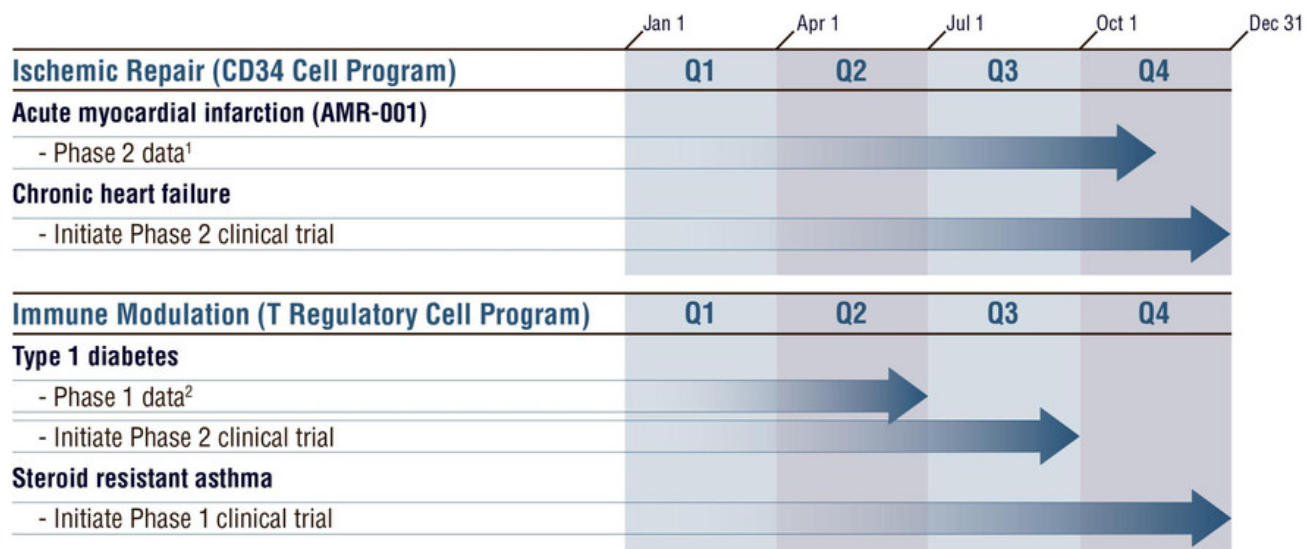 Jan 1 Apr 1 Jul 1 Oct 1 Dec 31
Ischemic Repair (CD34 Cell Program) Q1 Q2 Q3 Q4
Acute myocardial infarction (AMR-001)
- Phase 2 data¹
Chronic heart failure
- Initiate Phase 2 clinical trial
Immune Modulation (T Regulatory Cell Program) Q1 Q2 Q3 Q4
Type 1 diabetes
- Phase 1 data²
- Initiate Phase 2 clinical trial
Steroid resistant asthma
- Initiate Phase 1 clinical trial